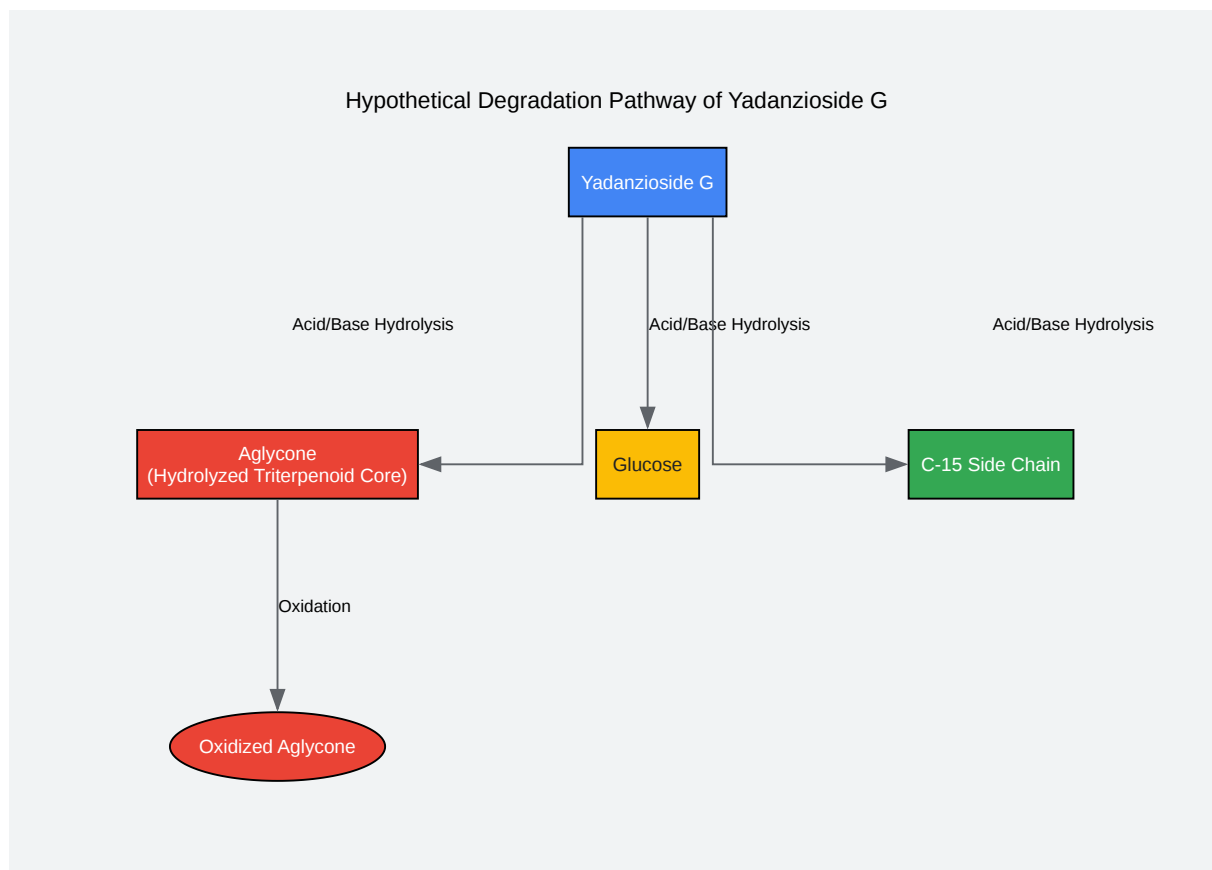 Hypothetical Degradation Pathway of Yadanzioside G
Yadanzioside G
Acid/Base Hydrolysis
Acid/Base Hydrolysis
Acid/Base Hydrolysis
Aglycone
(Hydrolyzed Triterpenoid Core)
Glucose
C-15 Side Chain
Oxidation
Oxidized Aglycone